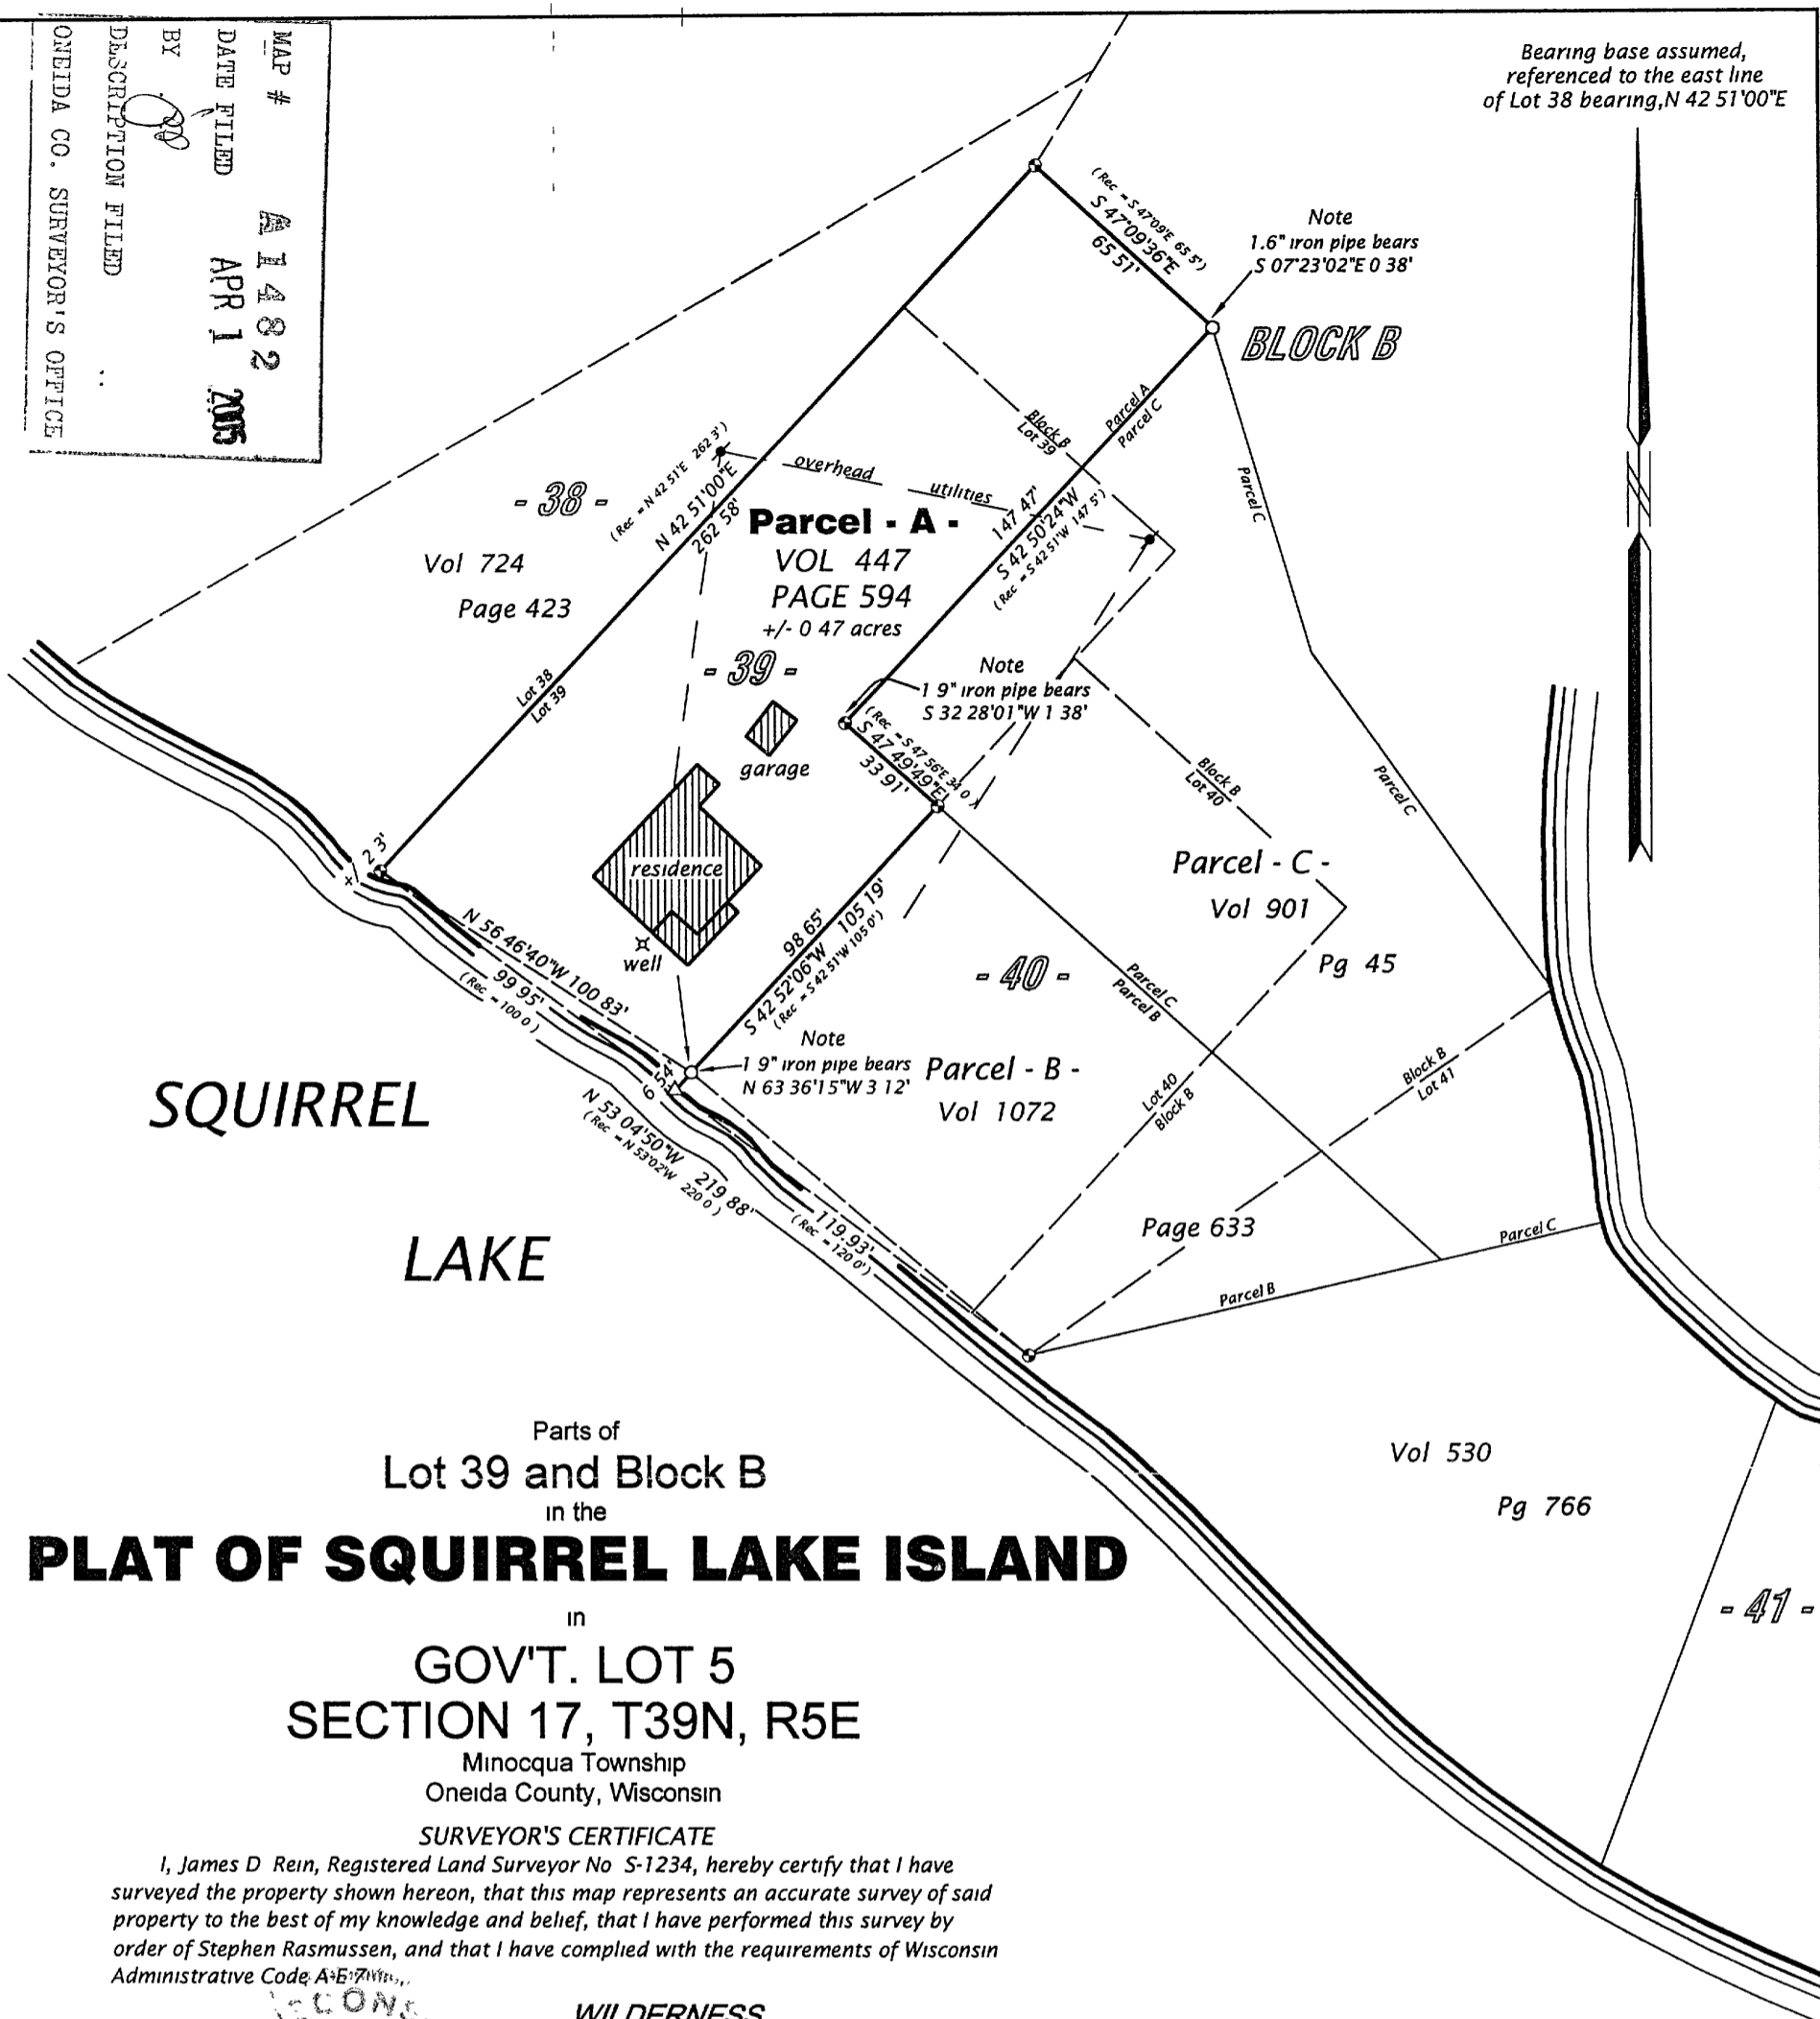 MAP #
A1482
DATE FILED
APR 1 2005
BY
DESCRIPTION FILED
ONEIDA CO. SURVEYOR'S OFFICE
Bearing base assumed,
referenced to the east line
of Lot 38 bearing,N 42 51'00"E
(Rec = S 47°09'E 65 5')
S 47°09'36"E
65 51'
Note
1.6" iron pipe bears
S 07°23'02"E 0 38'
BLOCK B
Parcel A
Parcel C
Block B
Lot 39
Parcel C
(Rec = N 42 51'E 262 3')
N 42 51'00"E
262 58'
overhead
utilities
- 38 -
Vol 724
Page 423
Parcel - A -
VOL 447
PAGE 594
+/- 0 47 acres
147 47'
S 42 50'24"W
(Rec = S 42 51'W 147 5')
- 39 -
Lot 38
Lot 39
garage
Note
1 9" iron pipe bears
S 32 28'01"W 1 38'
(Rec = S 47 56'E 34 0 )
S 47 49'49"E
33 91'
Block B
Lot 40
Parcel C
residence
well
2 3'
Parcel - C -
Vol 901
Pg 45
98 65'
S 42 52'06"W 105 19'
(Rec = S 42 51'W 105 0')
- 40 -
Parcel C
Parcel B
N 56 46'40"W 100 83'
99 95'
(Rec = 100 0 )
Note
1 9" iron pipe bears
N 63 36'15"W 3 12'
6 54'
Parcel - B -
Vol 1072
Page 633
Lot 40
Block B
Block B
Lot 41
N 53 04'50"W 219 88'
(Rec = N 53°02'W 220 0 )
119.93'
(Rec = 120 0')
Parcel C
Parcel B
SQUIRREL
LAKE
Vol 530
Pg 766
- 41 -
Parts of
Lot 39 and Block B
in the
PLAT OF SQUIRREL LAKE ISLAND
in
GOV'T. LOT 5
SECTION 17, T39N, R5E
Minocqua Township
Oneida County, Wisconsin
SURVEYOR'S CERTIFICATE
I, James D Rein, Registered Land Surveyor No S-1234, hereby certify that I have
surveyed the property shown hereon, that this map represents an accurate survey of said
property to the best of my knowledge and belief, that I have performed this survey by
order of Stephen Rasmussen, and that I have complied with the requirements of Wisconsin
Administrative Code A-E 7
WILDERNESS